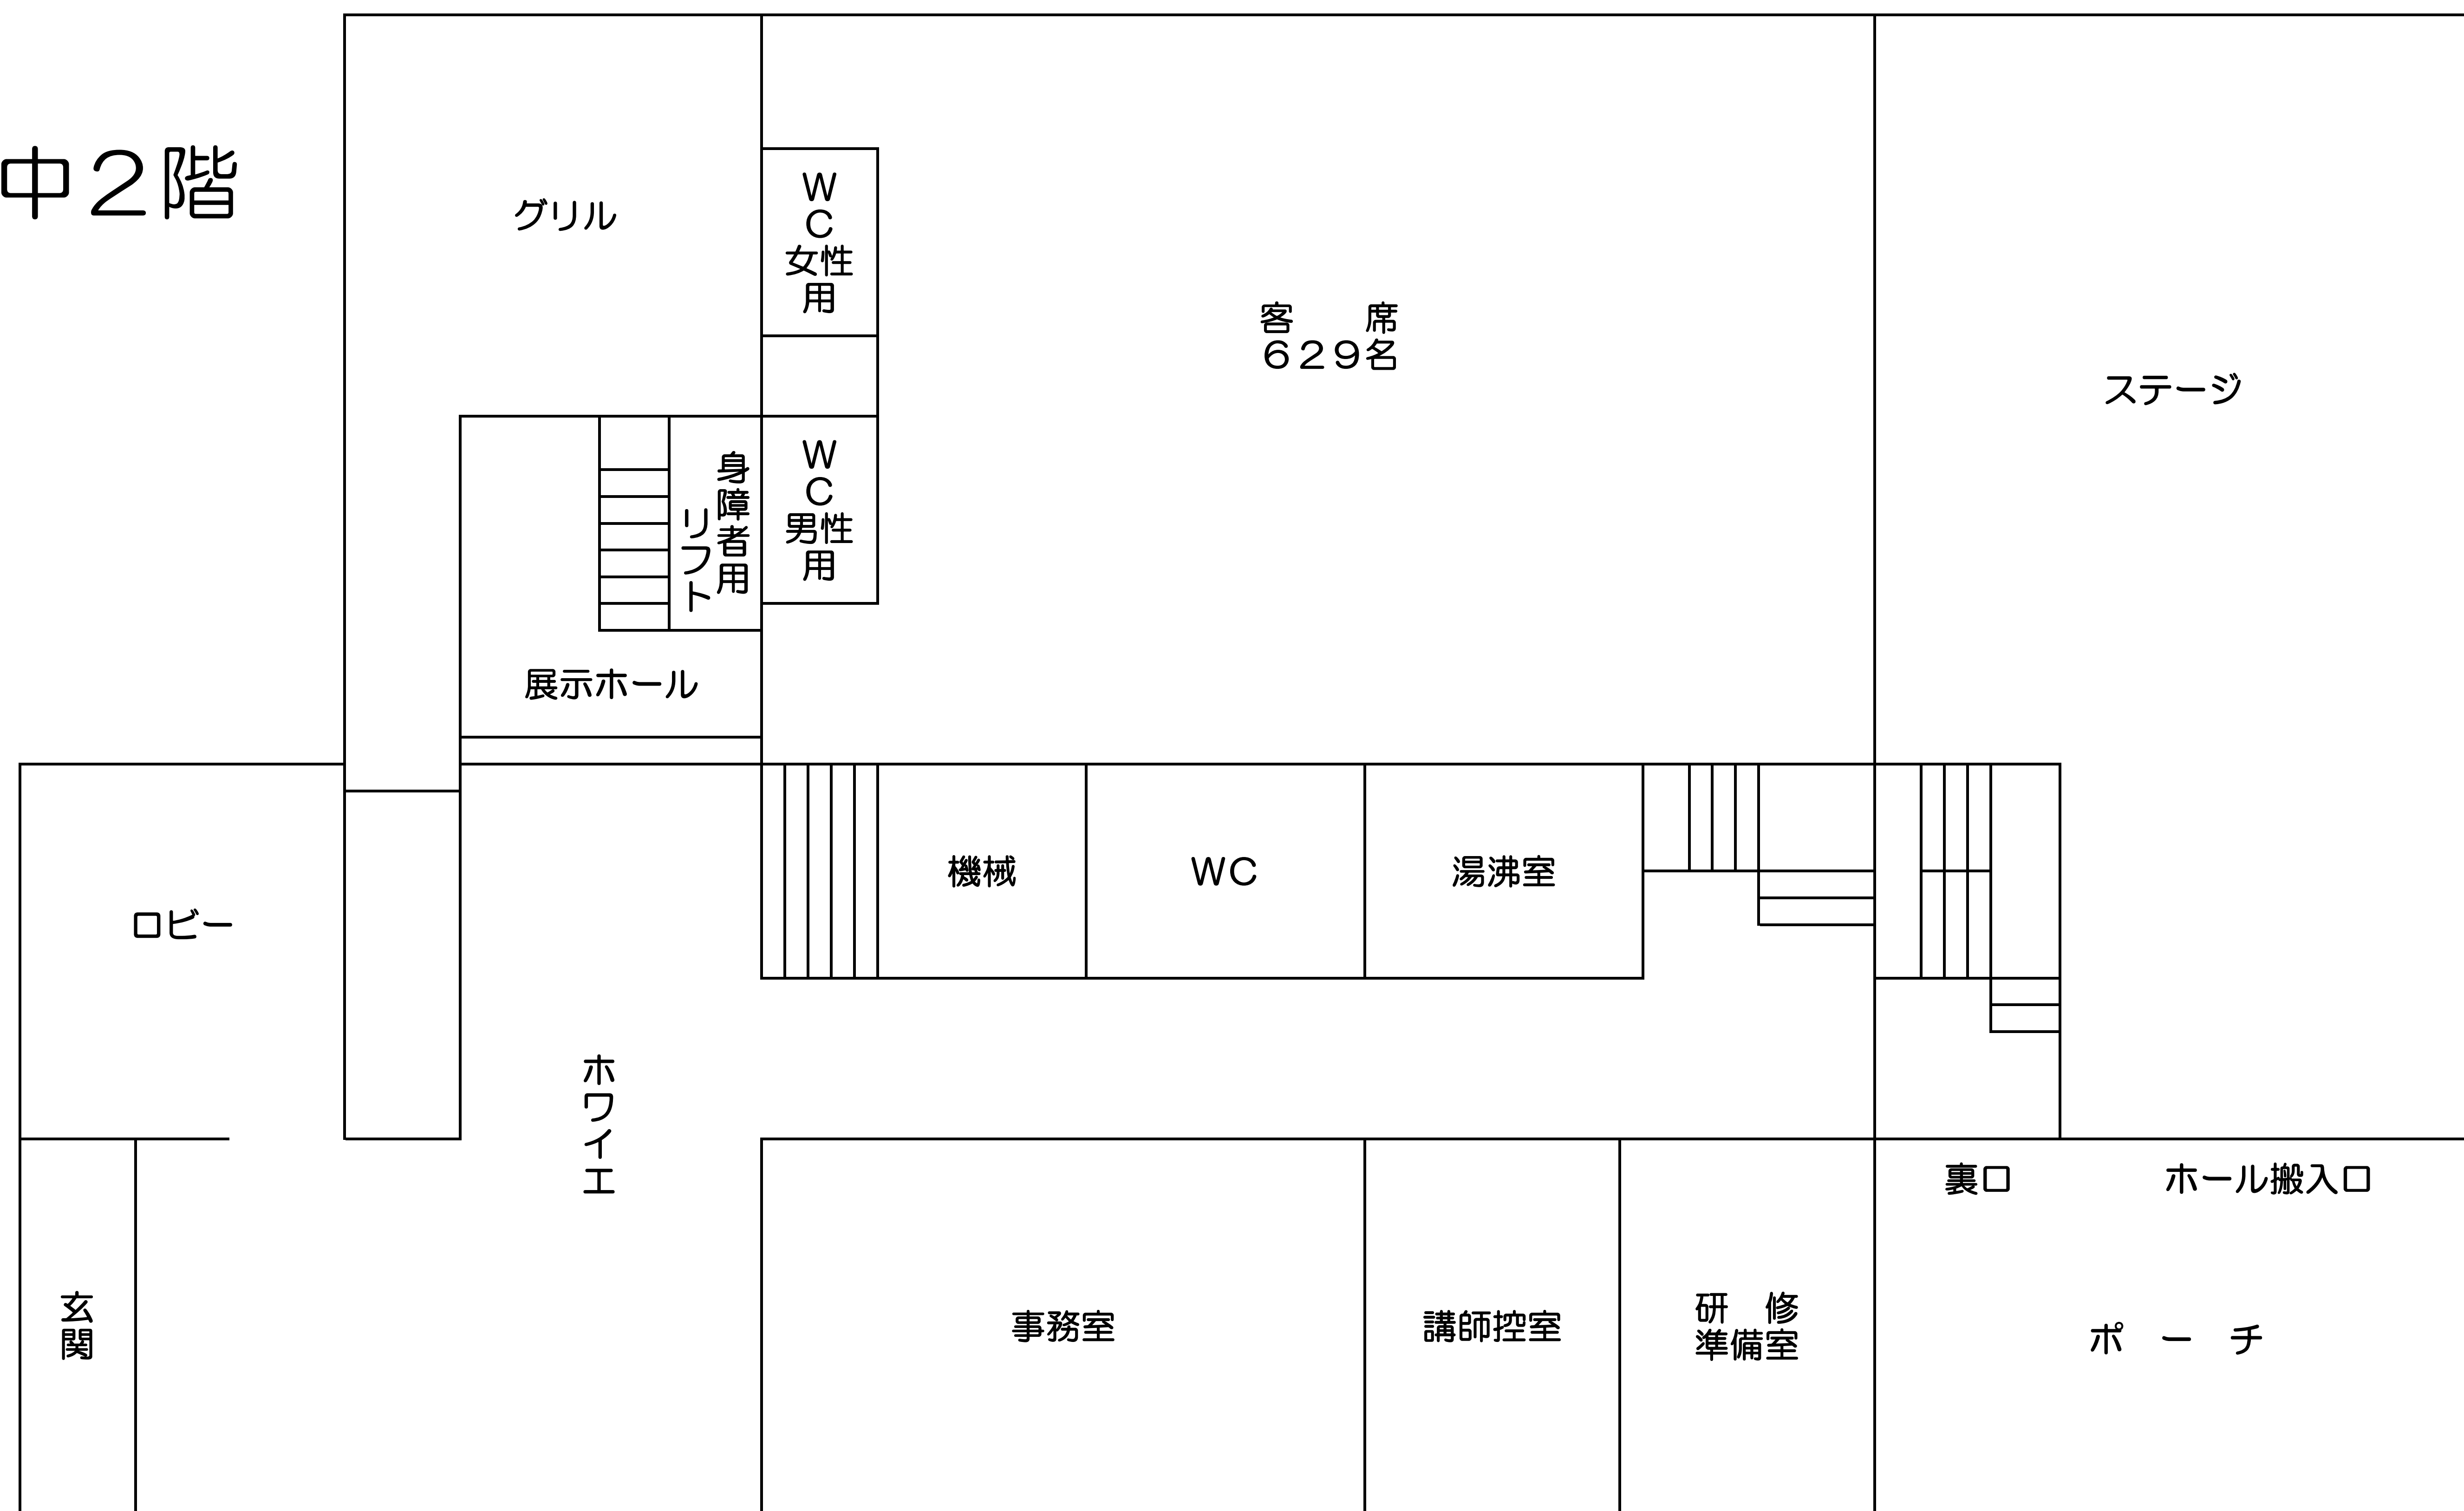 中２階
グリル
ＷＣ女性用
客　席
６２９名
ステージ
身障者用
リフト
ＷＣ男性用
展示ホール
ロビー
機械
ＷＣ
湯沸室
ホワイエ
裏口
ホール搬入口
玄関
事務室
講師控室
研　修
準備室
ポ　ー　チ